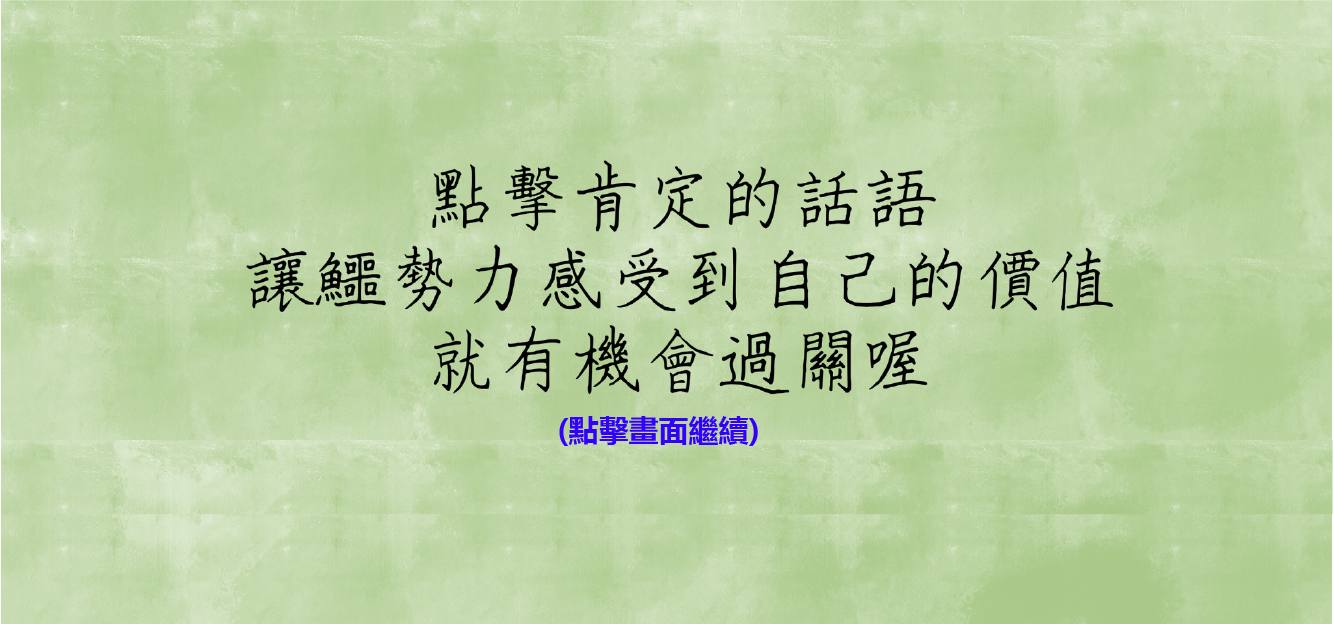 點擊肯定的話語
讓鱷勢力感受到自己的價值
就有機會過關喔
(點擊畫面繼續)